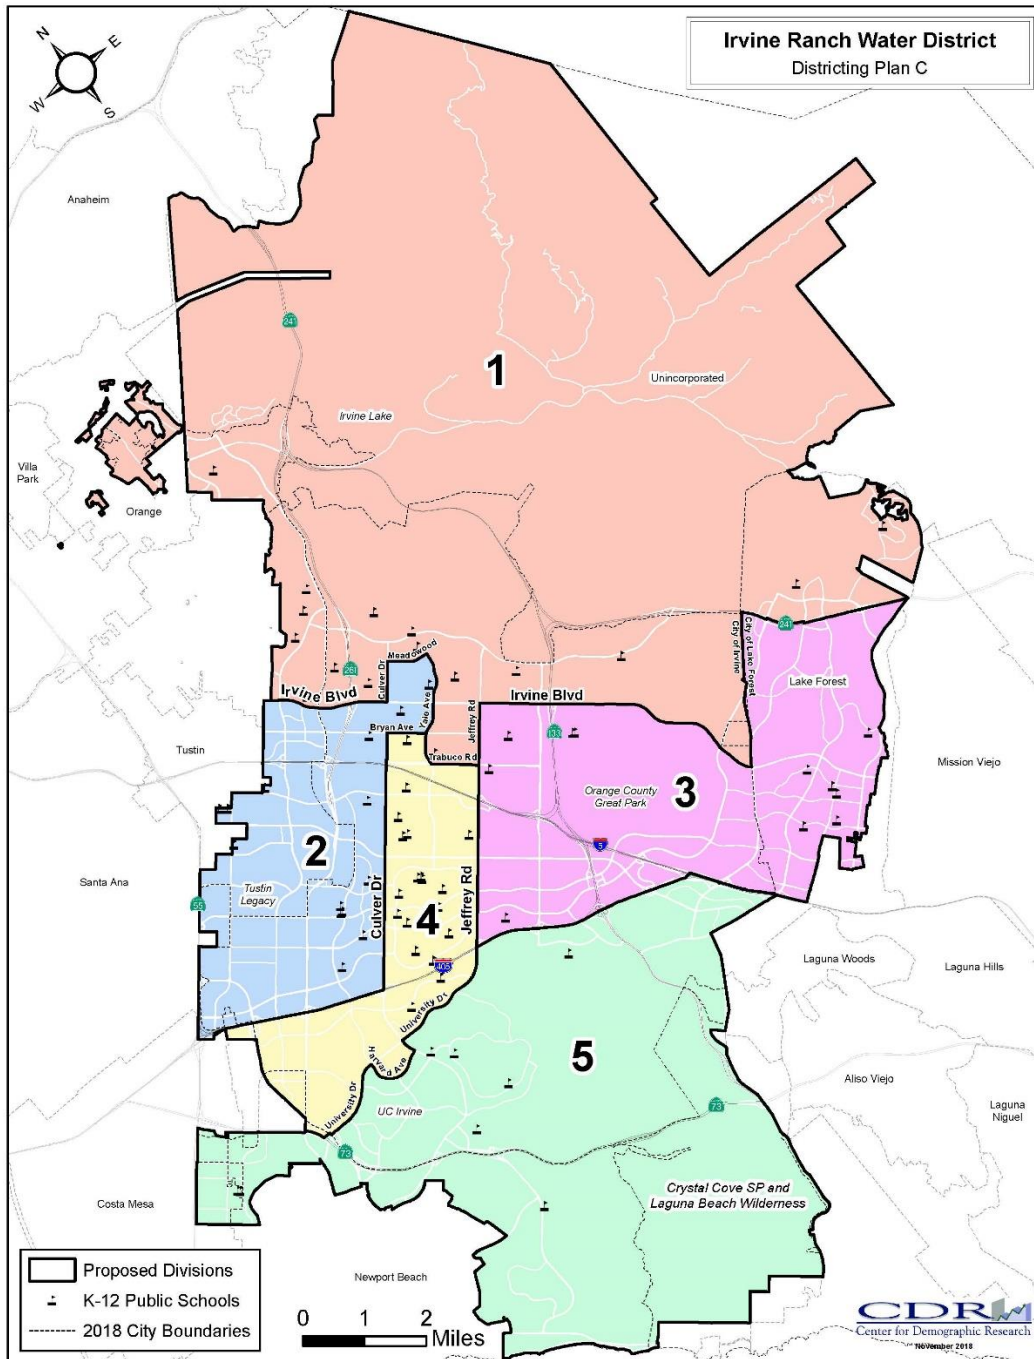 Irvine Ranch Water District
Districting Plan C
N
E
W
S
Anaheim
241
1
Unincorporated
Irvine Lake
Villa
Park
Orange
Meadowood
Culver Dr
261
Irvine Blvd
Yale Ave
Bryan Ave
Jeffrey Rd
Trabuco Rd
Irvine Blvd
133
City of Irvine
City of Lake Forest
241
Lake Forest
Tustin
Mission Viejo
Orange County
Great Park
3
5
2
Santa Ana
Tustin
Legacy
55
Culver Dr
4
Jeffrey Rd
405
Laguna Woods
Laguna Hills
University Dr
Harvard Ave
University Dr
5
UC Irvine
Aliso Viejo
73
Laguna
Niguel
73
Crystal Cove SP and
Laguna Beach Wilderness
Costa Mesa
Newport Beach
Proposed Divisions
K-12 Public Schools
2018 City Boundaries
0 1 2
Miles
CDR
Center for Demographic Research
November 2018